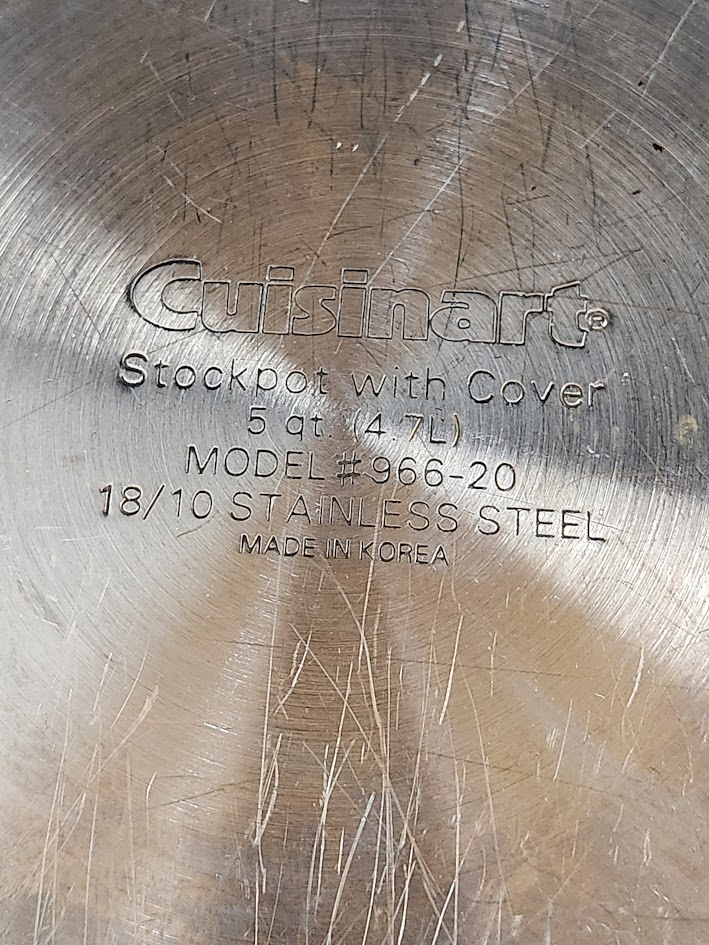 Cuisinart®
Stockpot with Cover
5 qt. (4.7L)
MODEL #966-20
18/10 STAINLESS STEEL
MADE IN KOREA